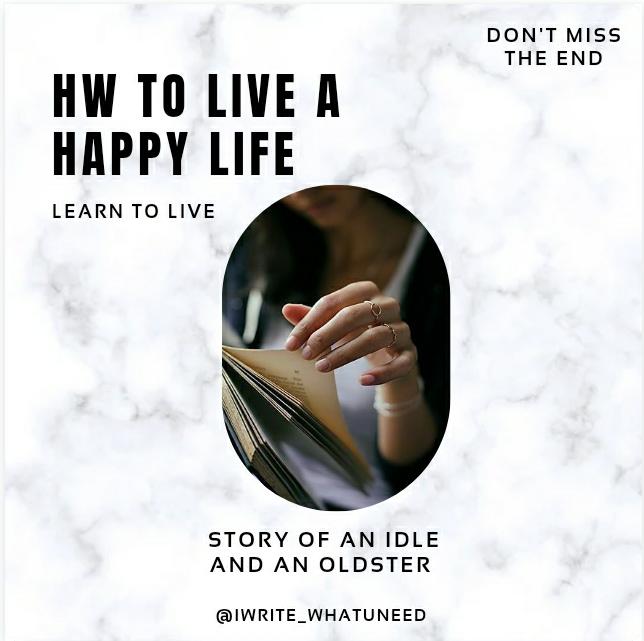 DON'T MISS
THE END
HW TO LIVE A
HAPPY LIFE
LEARN TO LIVE
STORY OF AN IDLE
AND AN OLDSTER
@IWRITE_WHATUNEED